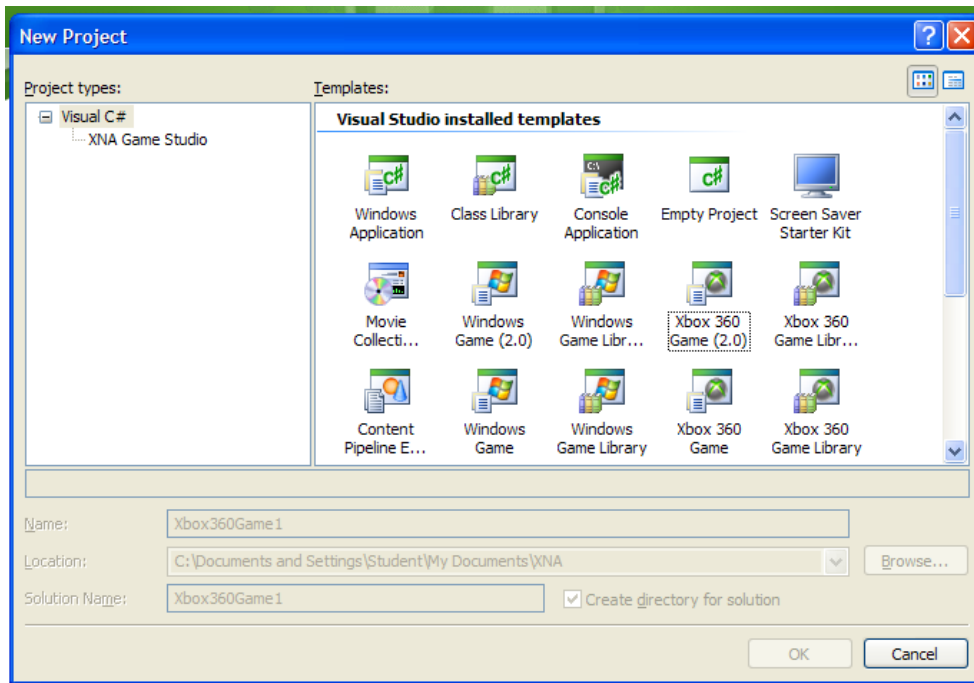 New Project
Project types:
Templates:
Visual C#
XNA Game Studio
Visual Studio installed templates
Windows
Application
Class Library
Console
Application
Empty Project
Screen Saver
Starter Kit
Movie
Collecti...
Windows
Game (2.0)
Windows
Game Libr...
Xbox 360
Game (2.0)
Xbox 360
Game Libr...
Content
Pipeline E...
Windows
Game
Windows
Game Library
Xbox 360
Game
Xbox 360
Game Library
Name:
Xbox360Game1
Location:
C:\Documents and Settings\Student\My Documents\XNA
Browse...
Solution Name:
Xbox360Game1
Create directory for solution
OK
Cancel